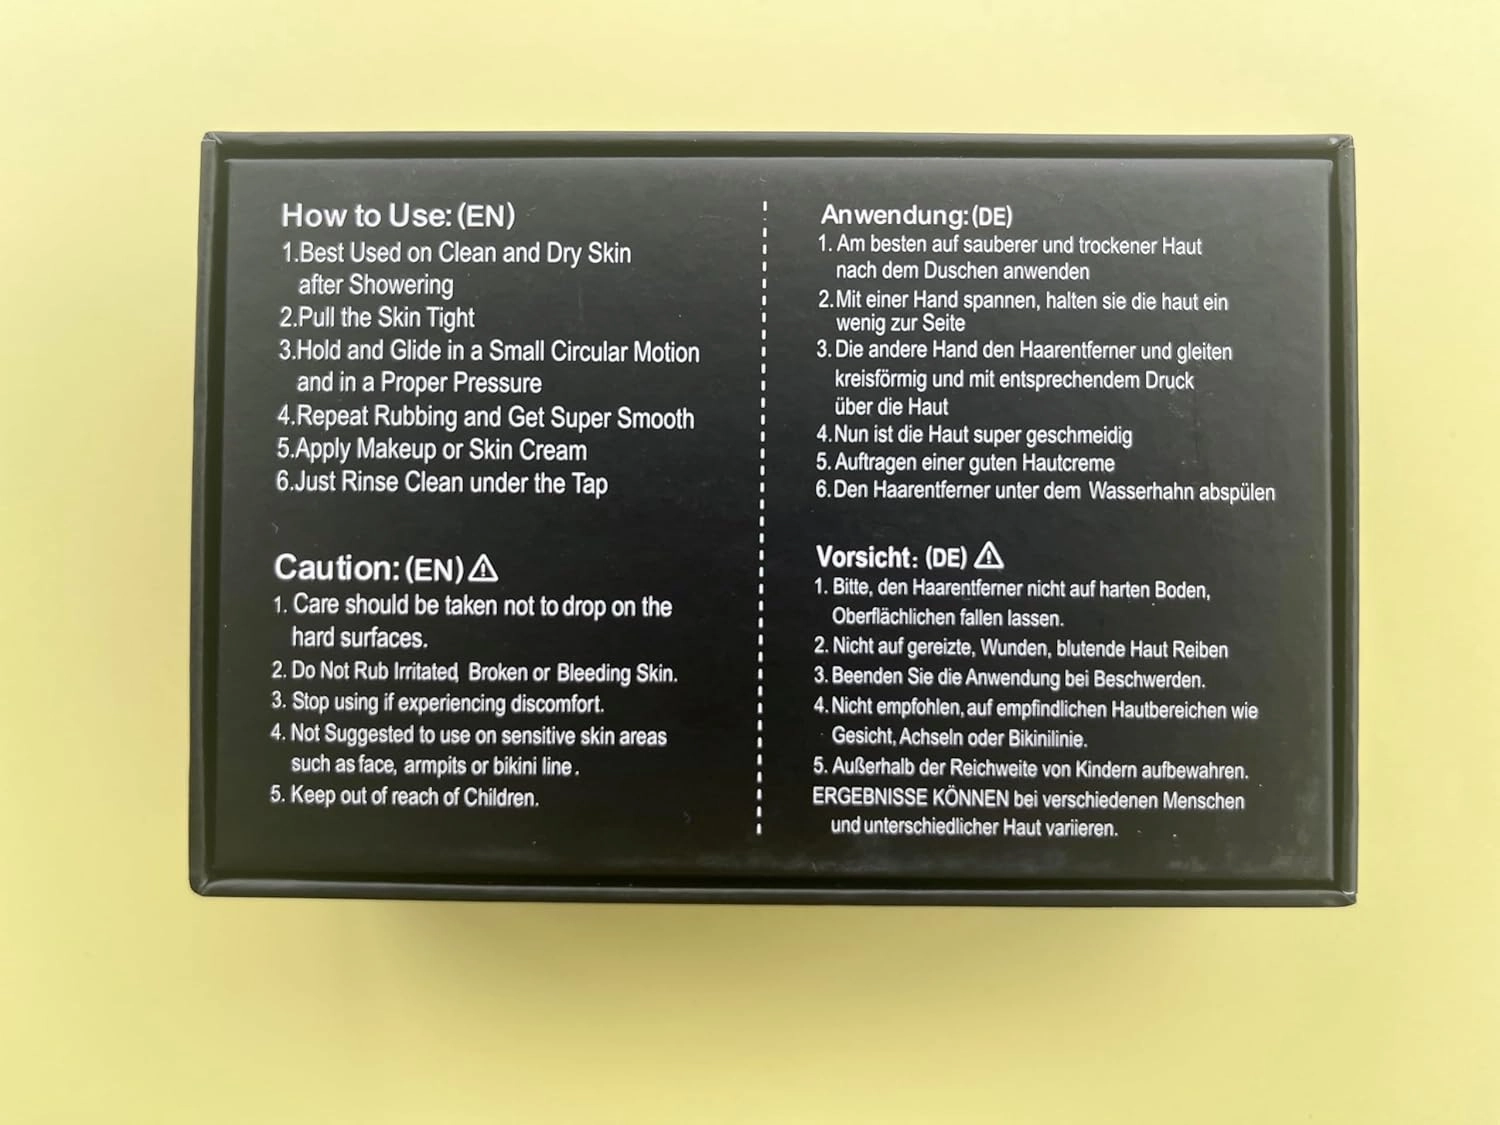 How to Use: (EN)
1.Best Used on Clean and Dry Skin
after Showering
2.Pull the Skin Tight
3.Hold and Glide in a Small Circular Motion
and in a Proper Pressure
4.Repeat Rubbing and Get Super Smooth
5.Apply Makeup or Skin Cream
6.Just Rinse Clean under the Tap
Caution: (EN) ⚠
1. Care should be taken not to drop on the
hard surfaces.
2. Do Not Rub Irritated, Broken or Bleeding Skin.
3. Stop using if experiencing discomfort.
4. Not Suggested to use on sensitive skin areas
such as face, armpits or bikini line.
5. Keep out of reach of Children.
Anwendung: (DE)
1. Am besten auf sauberer und trockener Haut
nach dem Duschen anwenden
2. Mit einer Hand spannen, halten sie die haut ein
wenig zur Seite
3. Die andere Hand den Haarentferner und gleiten
kreisförmig und mit entsprechendem Druck
über die Haut
4. Nun ist die Haut super geschmeidig
5. Auftragen einer guten Hautcreme
6. Den Haarentferner unter dem Wasserhahn abspülen
Vorsicht: (DE) ⚠
1. Bitte, den Haarentferner nicht auf harten Boden,
Oberflächlichen fallen lassen.
2. Nicht auf gereizte, Wunden, blutende Haut Reiben
3. Beenden Sie die Anwendung bei Beschwerden.
4. Nicht empfohlen, auf empfindlichen Hautbereichen wie
Gesicht, Achseln oder Bikinilinie.
5. Außerhalb der Reichweite von Kindern aufbewahren.
ERGEBNISSE KÖNNEN bei verschiedenen Menschen
und unterschiedlicher Haut variieren.